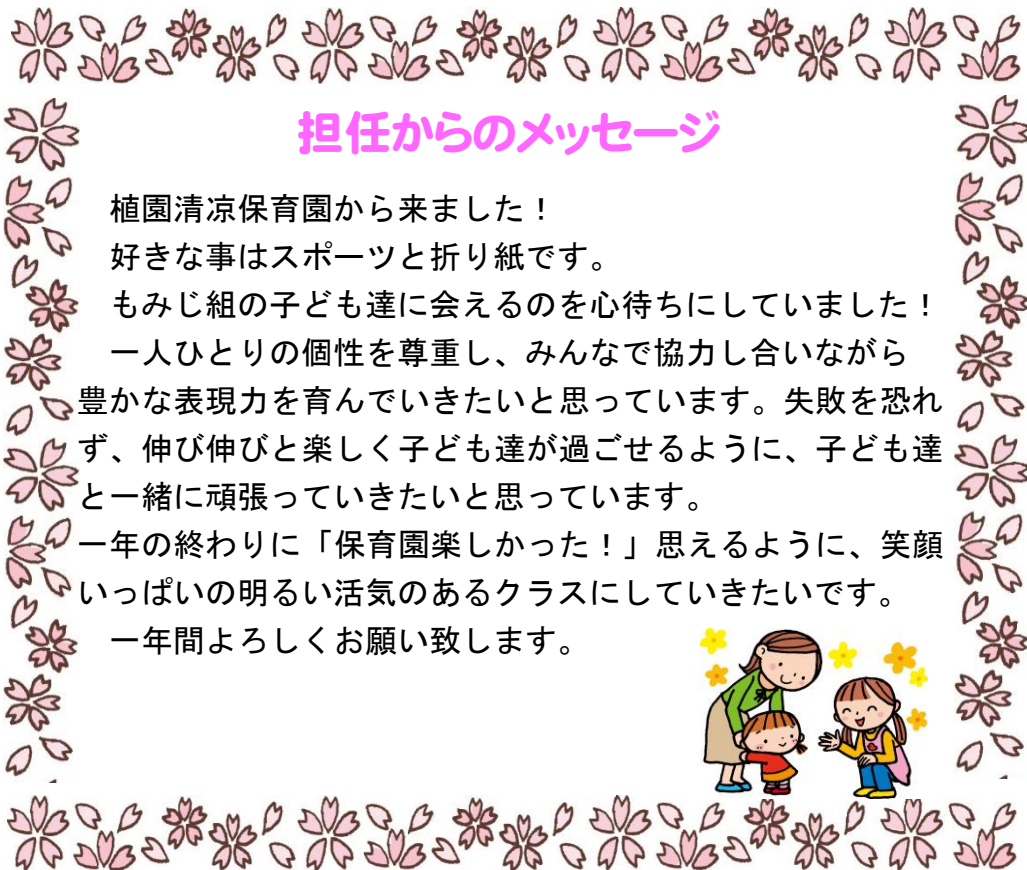 担任からのメッセージ
植園清凉保育園から来ました！
好きな事はスポーツと折り紙です。
もみじ組の子ども達に会えるのを心待ちにしていました！
一人ひとりの個性を尊重し、みんなで協力し合いながら
豊かな表現力を育んでいきたいと思っています。失敗を恐れ
ず、伸び伸びと楽しく子ども達が過ごせるように、子ども達
と一緒に頑張っていきたいと思っています。
一年の終わりに「保育園楽しかった！」思えるように、笑顔
いっぱいの明るい活気のあるクラスにしていきたいです。
一年間よろしくお願い致します。